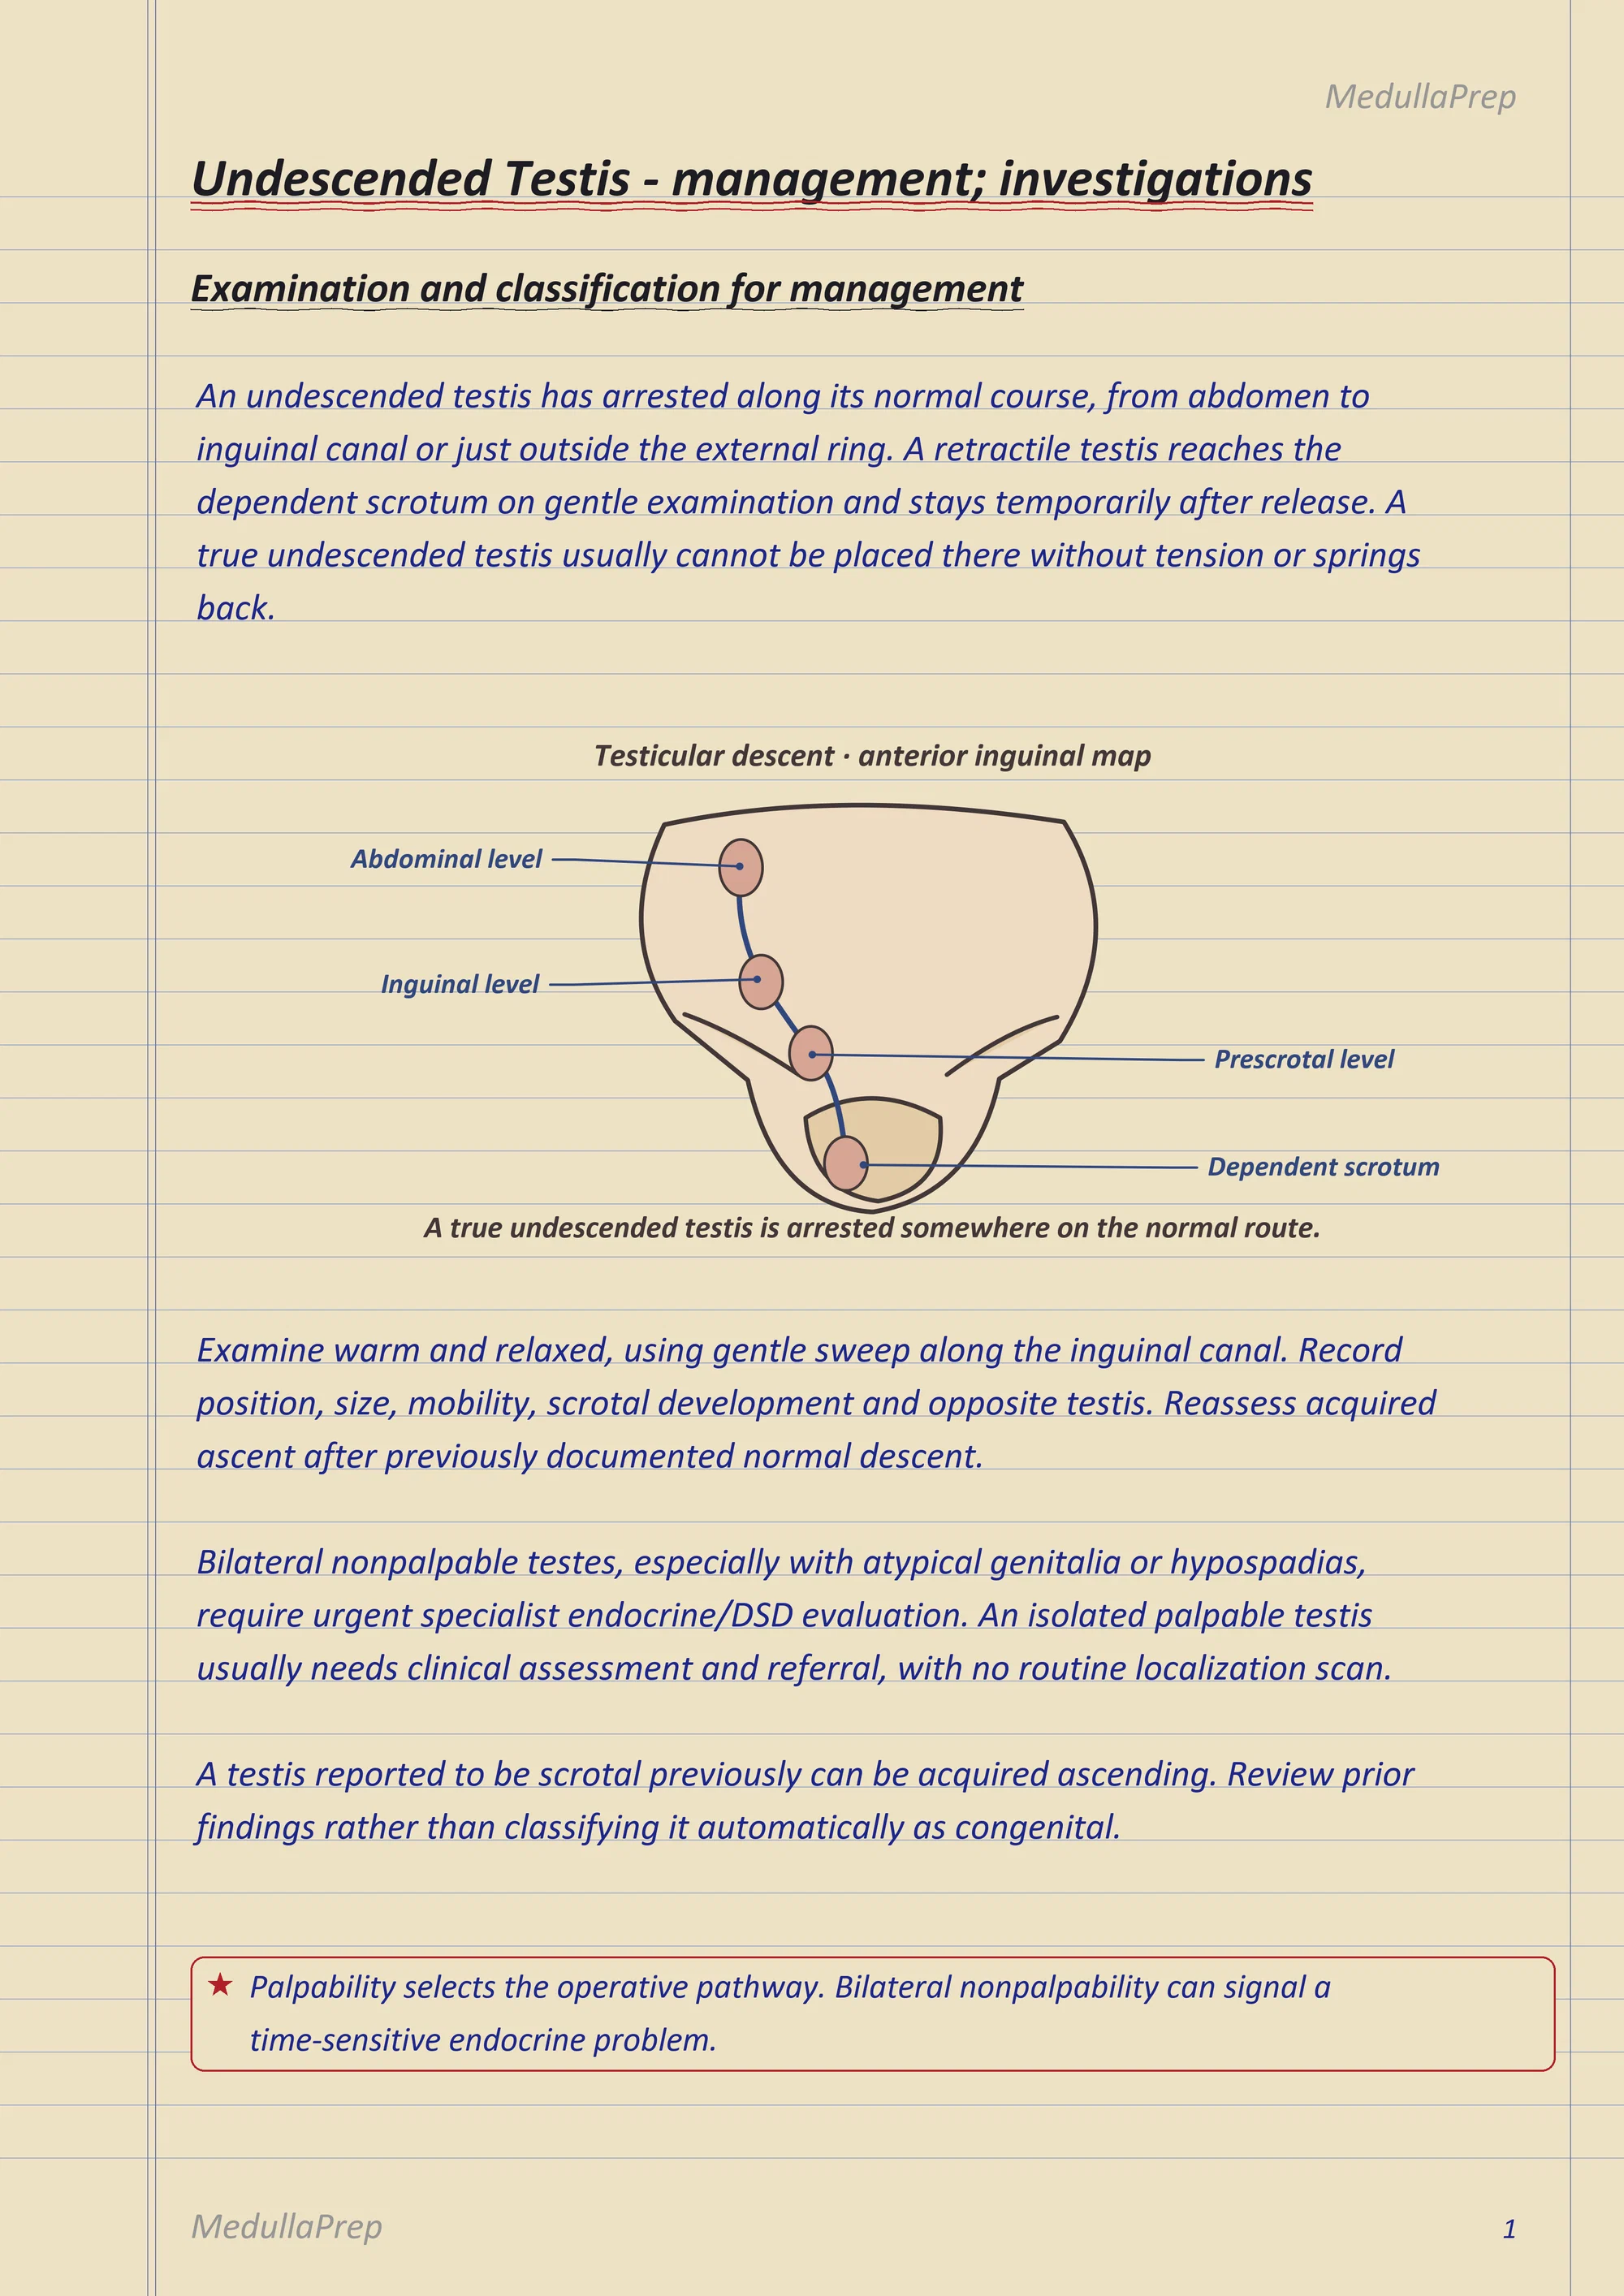 MedullaPrep
Undescended Testis - management; investigations
Examination and classification for management
An undescended testis has arrested along its normal course, from abdomen to
inguinal canal or just outside the external ring. A retractile testis reaches the
dependent scrotum on gentle examination and stays temporarily after release. A
true undescended testis usually cannot be placed there without tension or springs
back.
Testicular descent · anterior inguinal map
Abdominal level
Inguinal level
Prescrotal level
Dependent scrotum
A true undescended testis is arrested somewhere on the normal route.
Examine warm and relaxed, using gentle sweep along the inguinal canal. Record
position, size, mobility, scrotal development and opposite testis. Reassess acquired
ascent after previously documented normal descent.
Bilateral nonpalpable testes, especially with atypical genitalia or hypospadias,
require urgent specialist endocrine/DSD evaluation. An isolated palpable testis
usually needs clinical assessment and referral, with no routine localization scan.
A testis reported to be scrotal previously can be acquired ascending. Review prior
findings rather than classifying it automatically as congenital.
★ Palpability selects the operative pathway. Bilateral nonpalpability can signal a
time-sensitive endocrine problem.
MedullaPrep
1